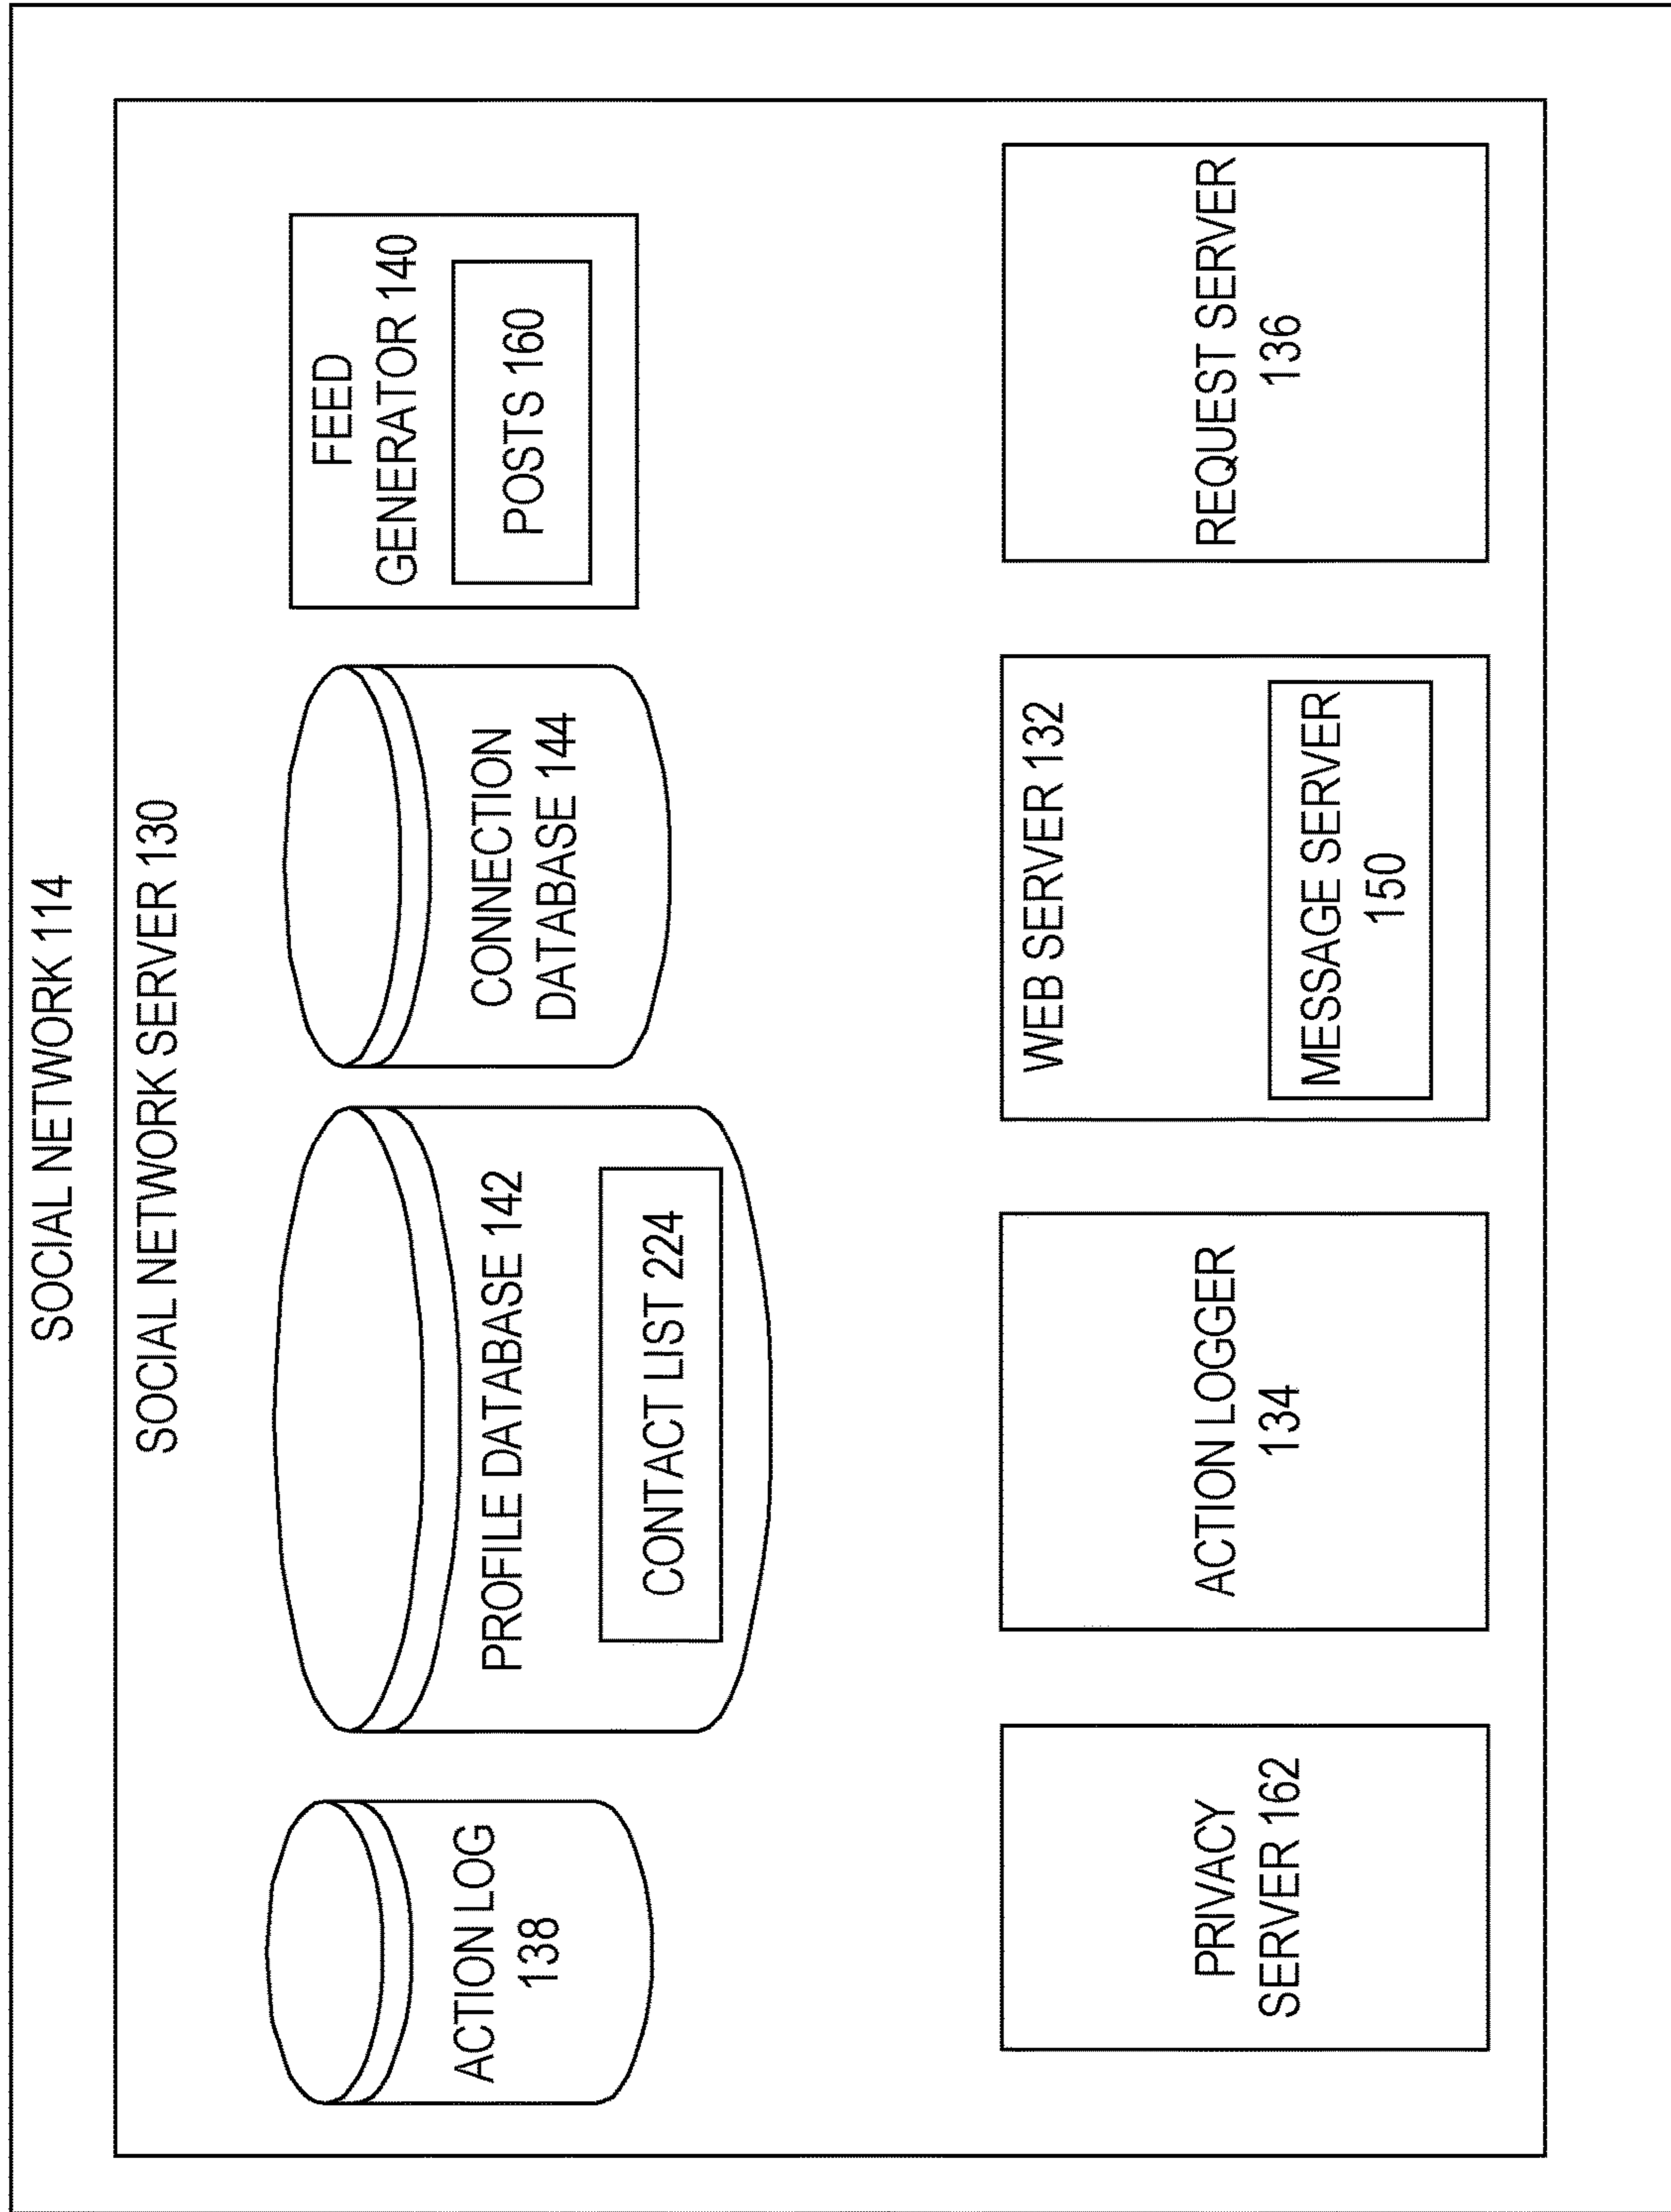 SOCIAL NETWORK 114
SOCIAL NETWORK SERVER 130
ACTION LOG
138
PROFILE DATABASE 142
CONTACT LIST 224
CONNECTION
DATABASE 144
FEED
GENERATOR 140
POSTS 160
PRIVACY
SERVER 162
ACTION LOGGER
134
WEB SERVER 132
MESSAGE SERVER
150
REQUEST SERVER
136